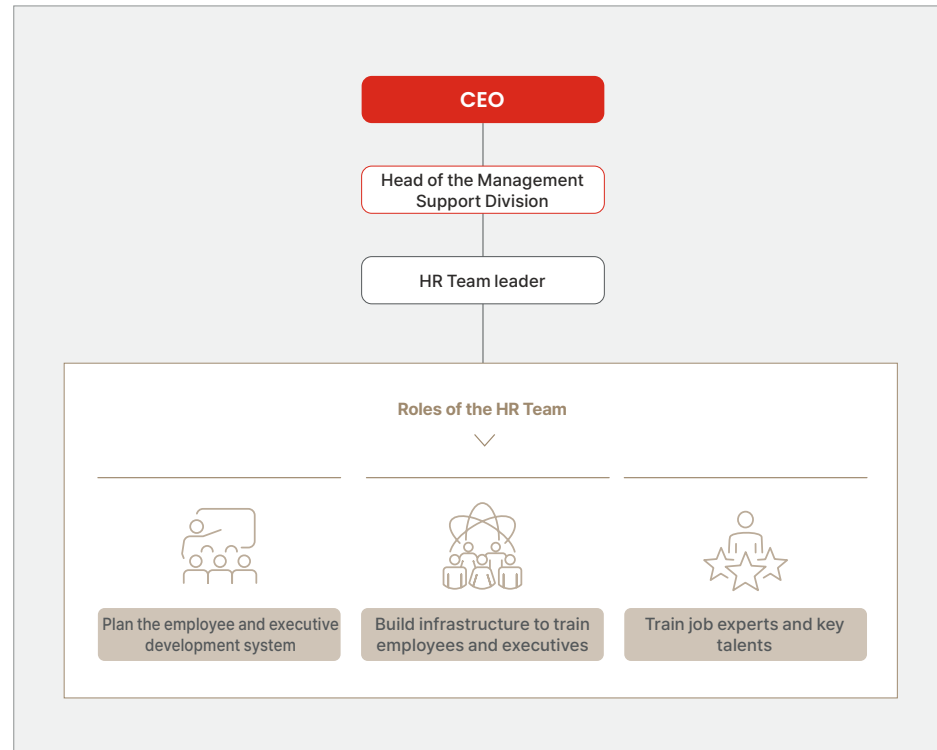 CEO
Head of the Management
Support Division
HR Team leader
Roles of the HR Team
Plan the employee and executive
development system
Build infrastructure to train
employees and executives
Train job experts and key
talents